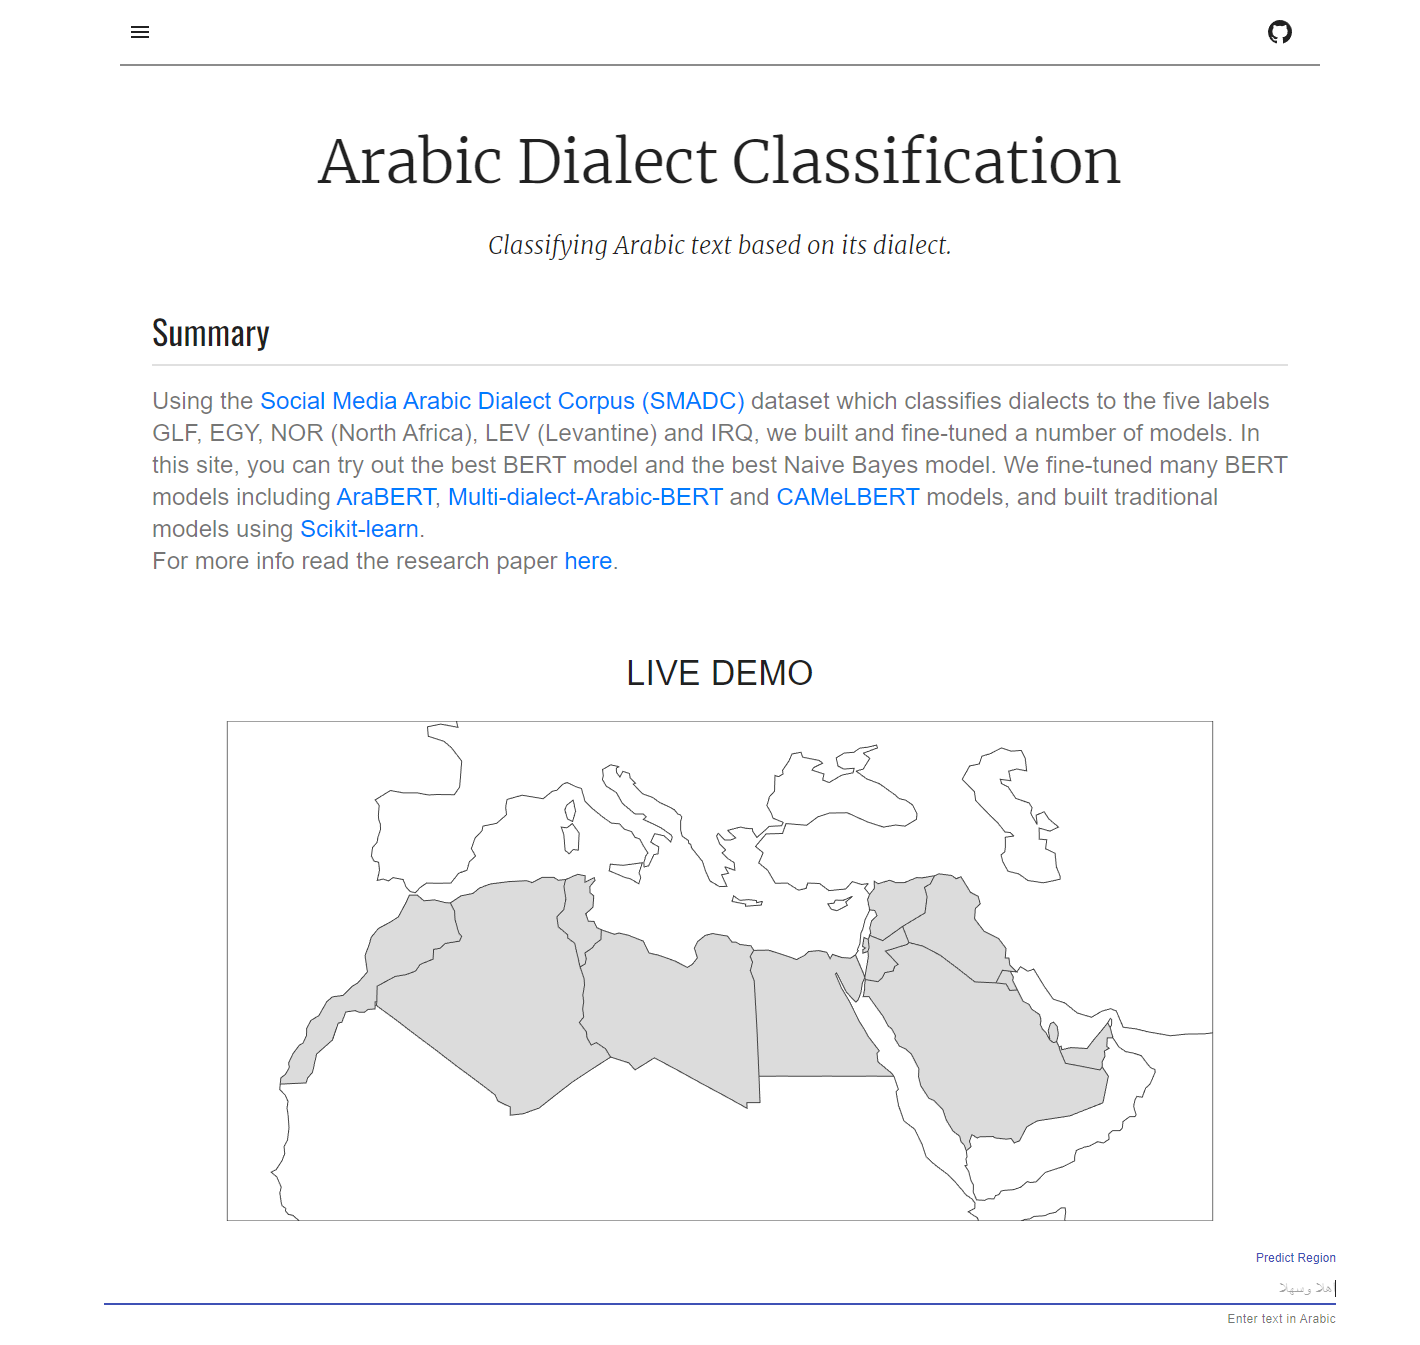 Arabic Dialect Classification
Classifying Arabic text based on its dialect.
Summary
Using the Social Media Arabic Dialect Corpus (SMADC) dataset which classifies dialects to the five labels
GLF, EGY, NOR (North Africa), LEV (Levantine) and IRQ, we built and fine-tuned a number of models. In
this site, you can try out the best BERT model and the best Naive Bayes model. We fine-tuned many BERT
models including AraBERT, Multi-dialect-Arabic-BERT and CAMeLBERT models, and built traditional
models using Scikit-learn.
For more info read the research paper here.
LIVE DEMO
Predict Region
اهلا وسهلا
Enter text in Arabic